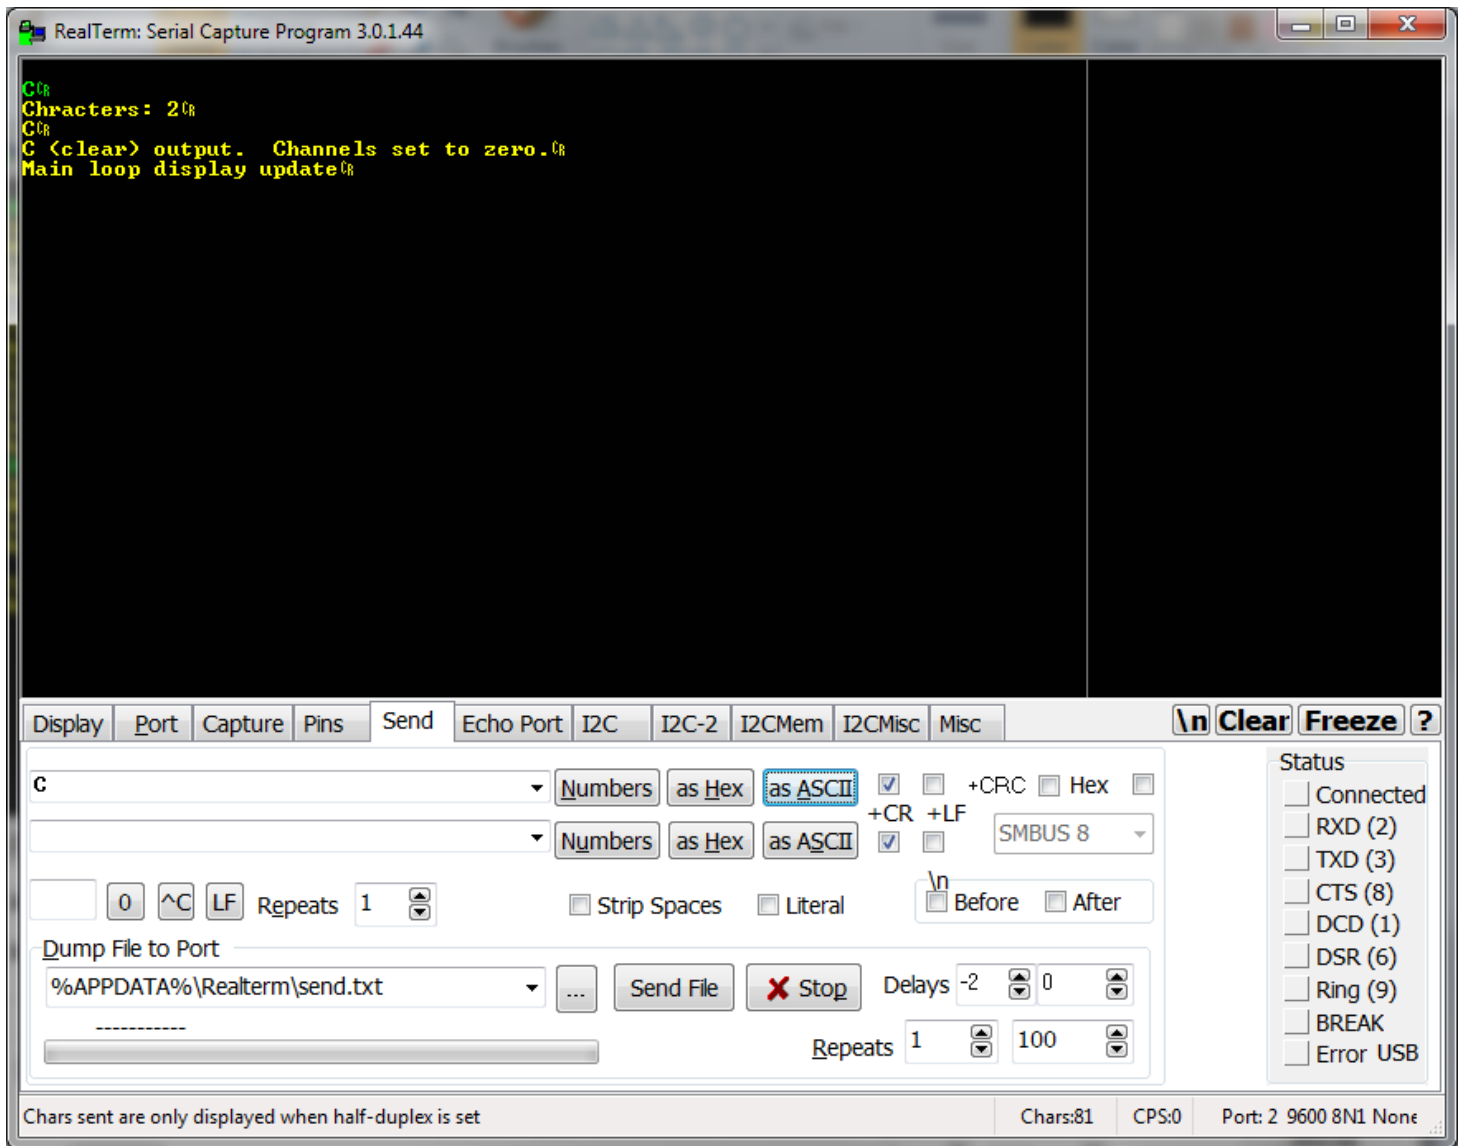 RealTerm: Serial Capture Program 3.0.1.44
CCR
Chracters: 2CR
CCR
C (clear) output.  Channels set to zero.CR
Main loop display updateCR
Display Port Capture Pins Send Echo Port I2C I2C-2 I2CMem I2CMisc Misc \n Clear Freeze ?
C Numbers as Hex as ASCII +CRC Hex
+CR +LF
Numbers as Hex as ASCII SMBUS 8
0 ^C LF Repeats 1 Strip Spaces Literal \n Before After
Dump File to Port
%APPDATA%\Realterm\send.txt ... Send File Stop Delays -2 0
-----------
Repeats 1 100
Status
Connected
RXD (2)
TXD (3)
CTS (8)
DCD (1)
DSR (6)
Ring (9)
BREAK
Error USB
Chars sent are only displayed when half-duplex is set Chars:81 CPS:0 Port: 2 9600 8N1 None